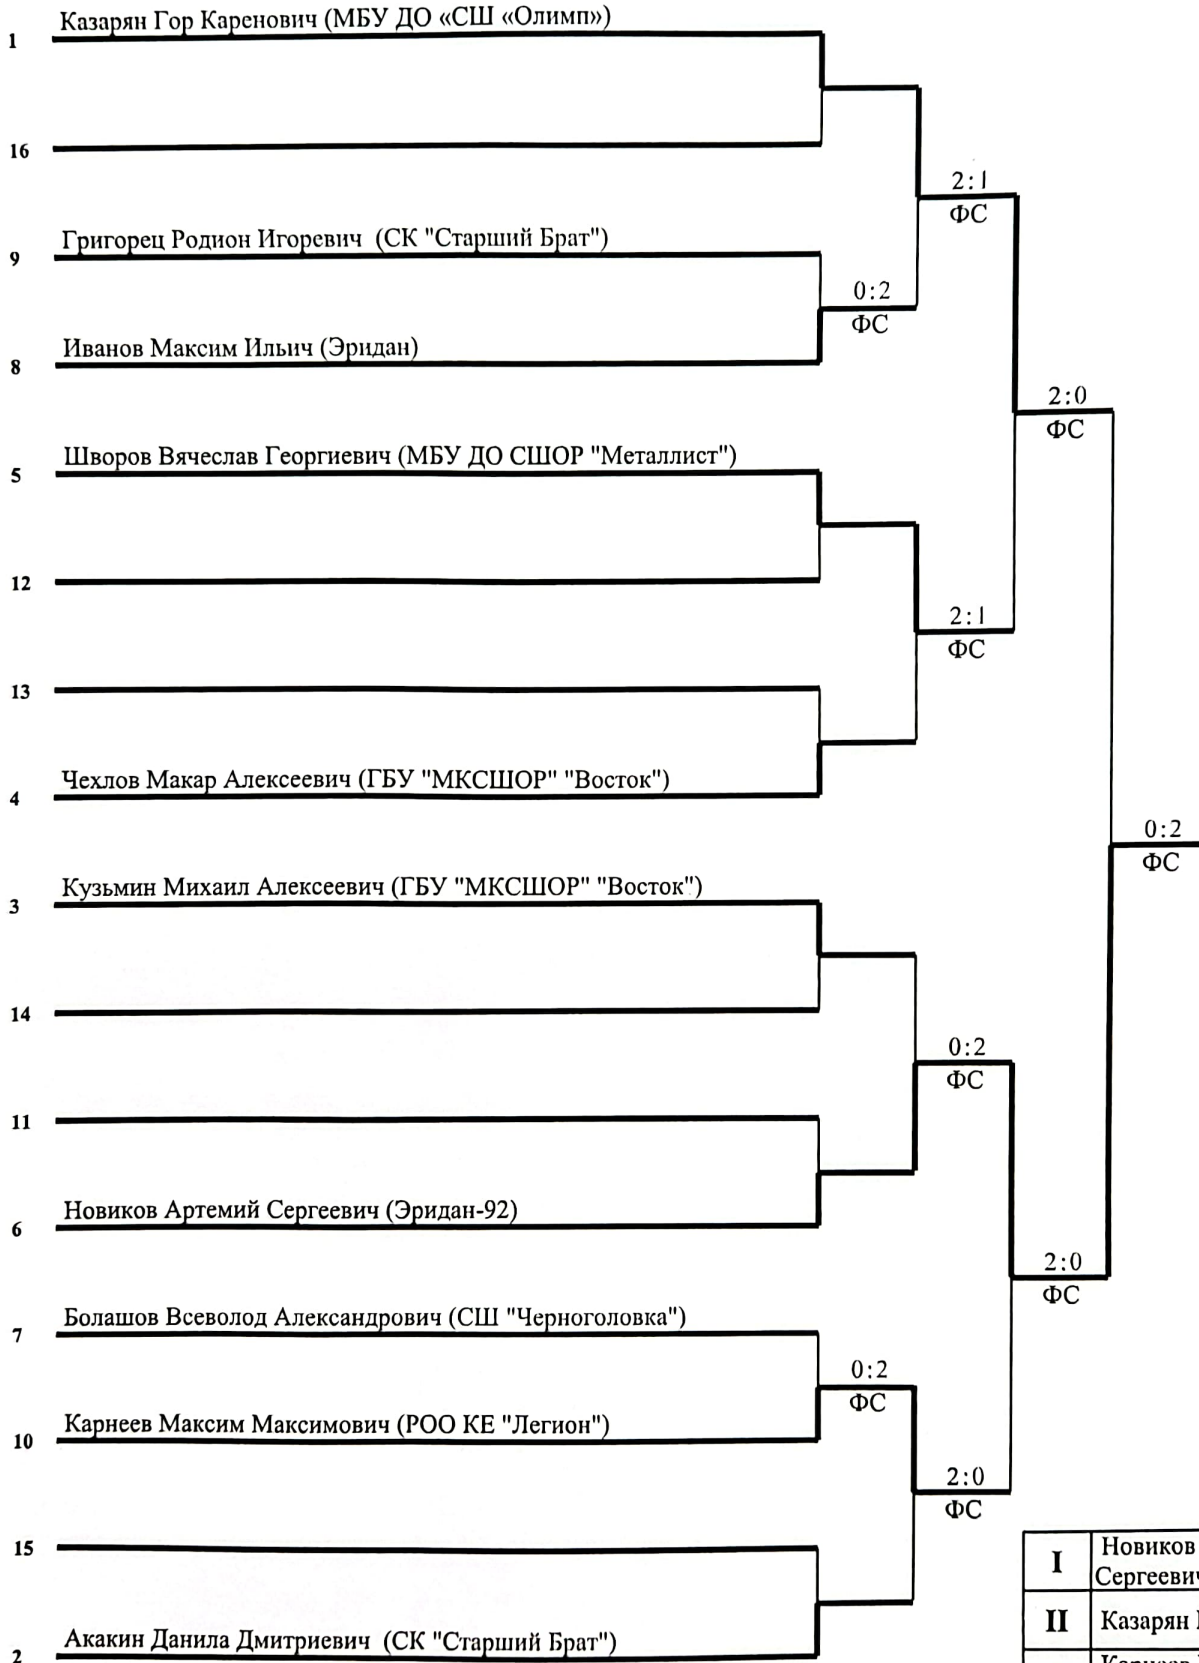 Казарян Гор Каренович (МБУ ДО «СШ «Олимп»)
1
16
2:1
ФС
Григорец Родион Игоревич (СК "Старший Брат")
9
0:2
ФС
Иванов Максим Ильич (Эридан)
8
2:0
ФС
Шворов Вячеслав Георгиевич (МБУ ДО СШОР "Металлист")
5
12
2:1
ФС
13
Чехлов Макар Алексеевич (ГБУ "МКСШОР" "Восток")
4
0:2
ФС
Кузьмин Михаил Алексеевич (ГБУ "МКСШОР" "Восток")
3
14
0:2
ФС
11
Новиков Артемий Сергеевич (Эридан-92)
6
2:0
ФС
Болашов Всеволод Александрович (СШ "Черноголовка")
7
0:2
ФС
Карнеев Максим Максимович (РОО КЕ "Легион")
10
2:0
ФС
15
I Новиков
Сергеевич
II Казарян
Акакин Данила Дмитриевич (СК "Старший Брат")
2